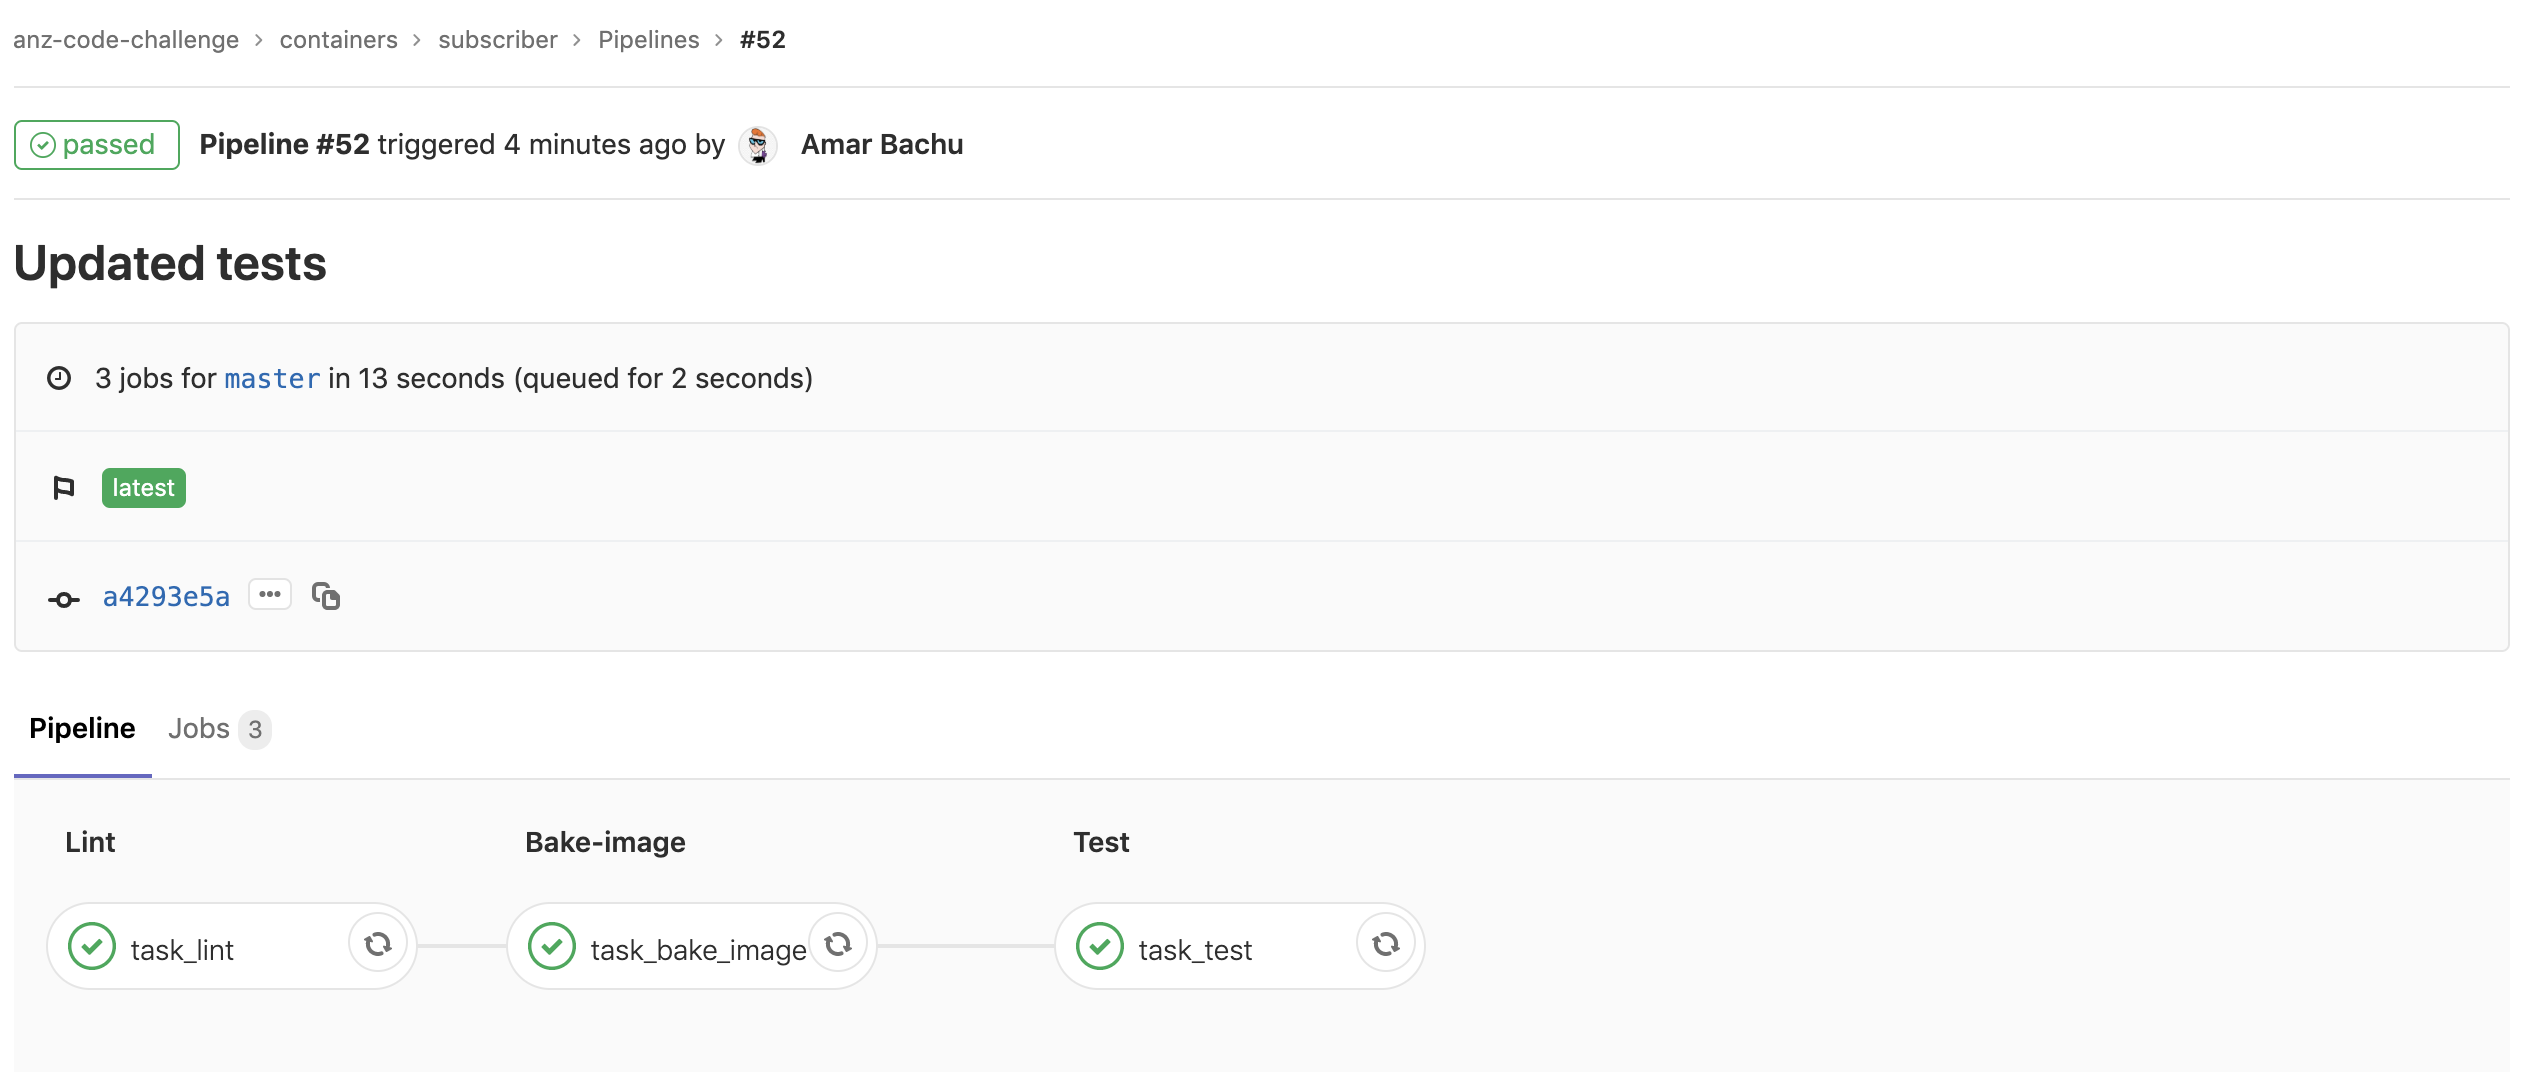 anz-code-challenge > containers > subscriber > Pipelines > #52
passed Pipeline #52 triggered 4 minutes ago by Amar Bachu
Updated tests
3 jobs for master in 13 seconds (queued for 2 seconds)
latest
a4293e5a
Pipeline Jobs 3
Lint Bake-image Test
task_lint task_bake_image task_test